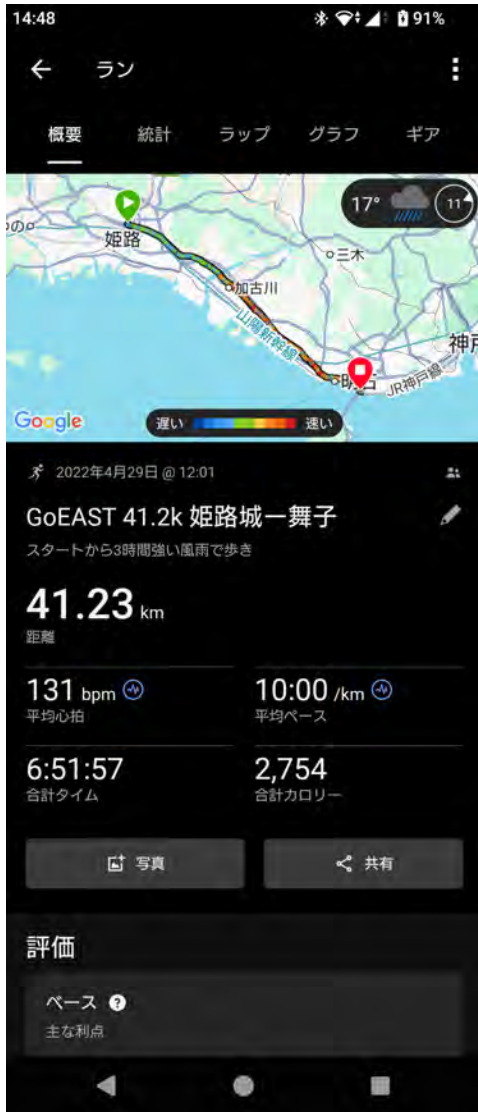 14:48 91%
ラン
概要 統計 ラップ グラフ ギア
17° 11
姫路
三木
加古川
山陽新幹線
神戸
明石
JR神戸線
Google
遅い 速い
2022年4月29日 @ 12:01
GoEAST 41.2k 姫路城ー舞子
スタートから3時間強い風雨で歩き
41.23 km
距離
131 bpm 10:00 /km
平均心拍 平均ペース
6:51:57 2,754
合計タイム 合計カロリー
写真 共有
評価
ベース ?
主な利点